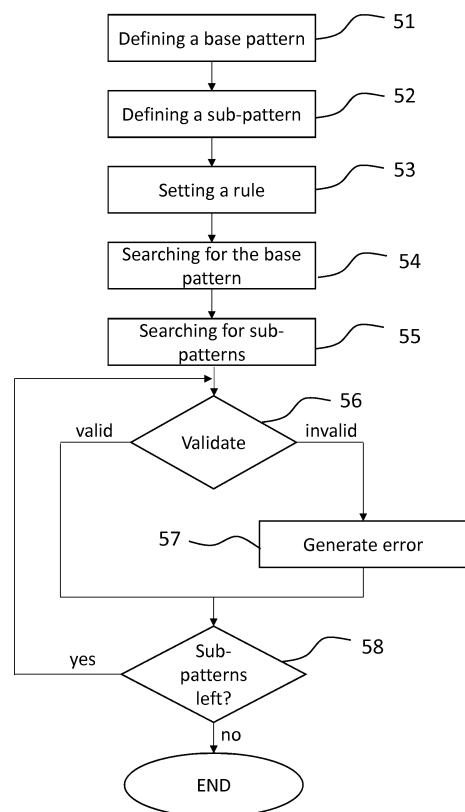 Defining a base pattern
51
Defining a sub-pattern
52
Setting a rule
53
Searching for the base
pattern
54
Searching for sub-
patterns
55
56
valid
Validate
invalid
57
Generate error
58
Sub-
patterns
left?
yes
no
END